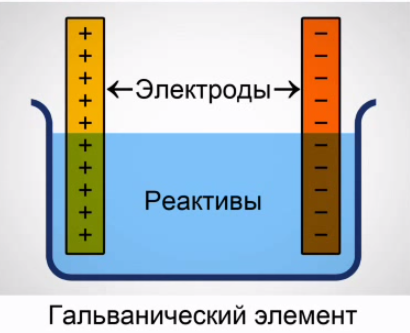 ←Электроды→
Реактивы
Гальванический элемент